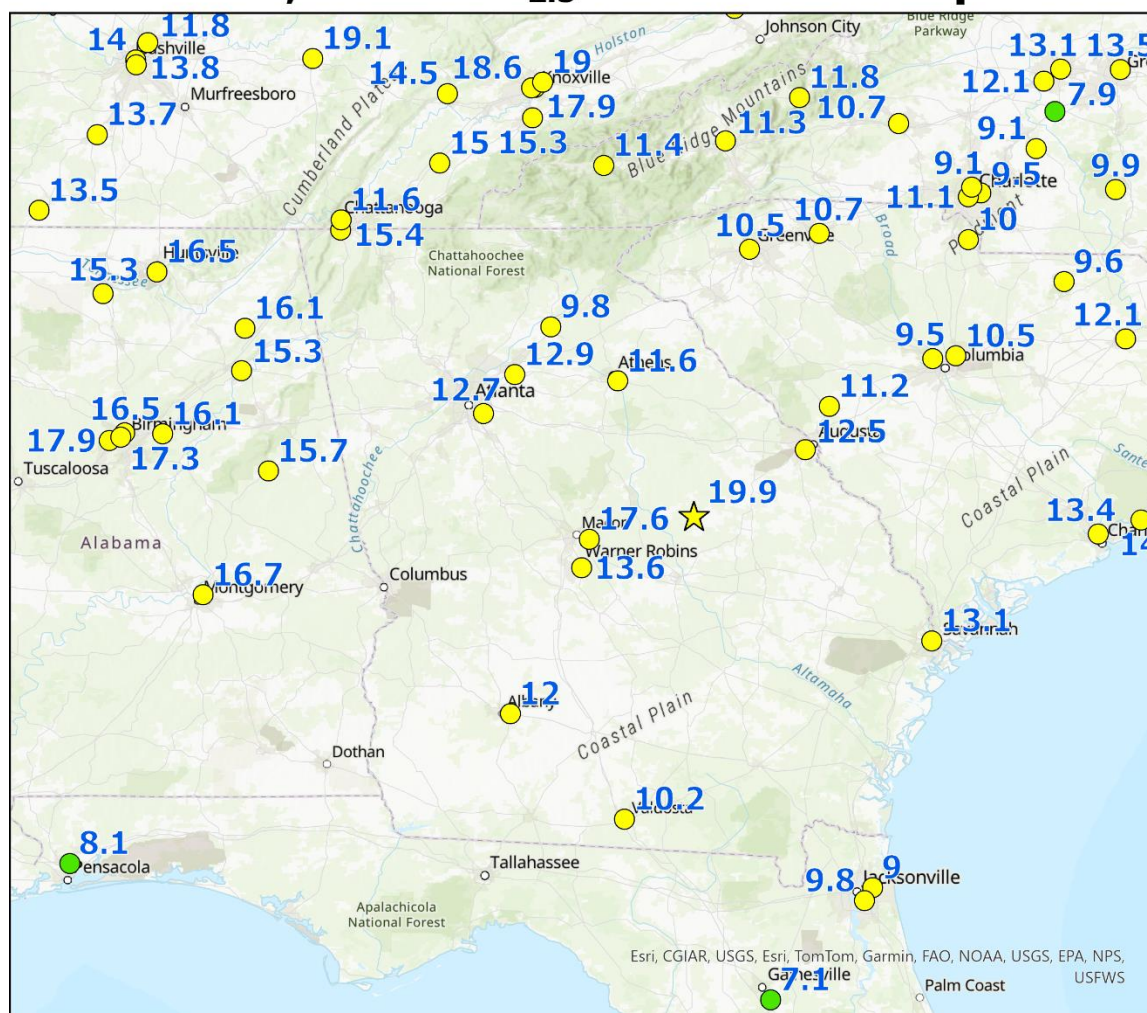 2.5
Johnson City
Blue Ridge
Parkway
11.8
14
Nashville
13.8
Murfreesboro
19.1
14.5
18.6
19
Knoxville
Holston
13.1
13.5
12.1
7.9
11.8
10.7
13.7
Cumberland Plateau
17.9
15
15.3
11.4
Blue Ridge Mountains
11.3
9.1
9.1
9.5
Charlotte
9.9
11.1
10
Piedmont
13.5
11.6
Chattanooga
15.4
10.5
10.7
Greenville
Broad
Chattahoochee
National Forest
Huntsville
16.5
Tennessee
15.3
9.6
16.1
9.8
12.1
15.3
12.9
Athens
11.6
9.5
10.5
Columbia
12.7
Atlanta
11.2
16.5
Birmingham
16.1
17.9
17.3
Augusta
12.5
Tuscaloosa
15.7
Chattahoochee
Coastal Plain
19.9
Macon
17.6
Warner Robins
13.6
13.4
14
Alabama
16.7
Montgomery
Columbus
13.1
Savannah
Altamaha
12
Albany
Coastal Plain
Dothan
10.2
Valdosta
8.1
Pensacola
Tallahassee
9.8
9
Jacksonville
Apalachicola
National Forest
Esri, CGIAR, USGS, Esri, TomTom, Garmin, FAO, NOAA, USGS, EPA, NPS,
USFWS
Gainesville
7.1
Palm Coast